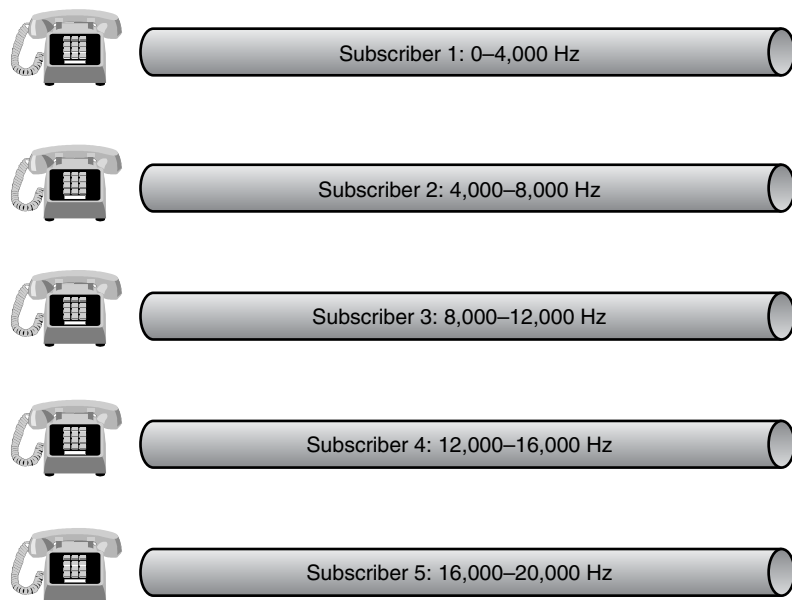 Subscriber 1: 0–4,000 Hz
Subscriber 2: 4,000–8,000 Hz
Subscriber 3: 8,000–12,000 Hz
Subscriber 4: 12,000–16,000 Hz
Subscriber 5: 16,000–20,000 Hz